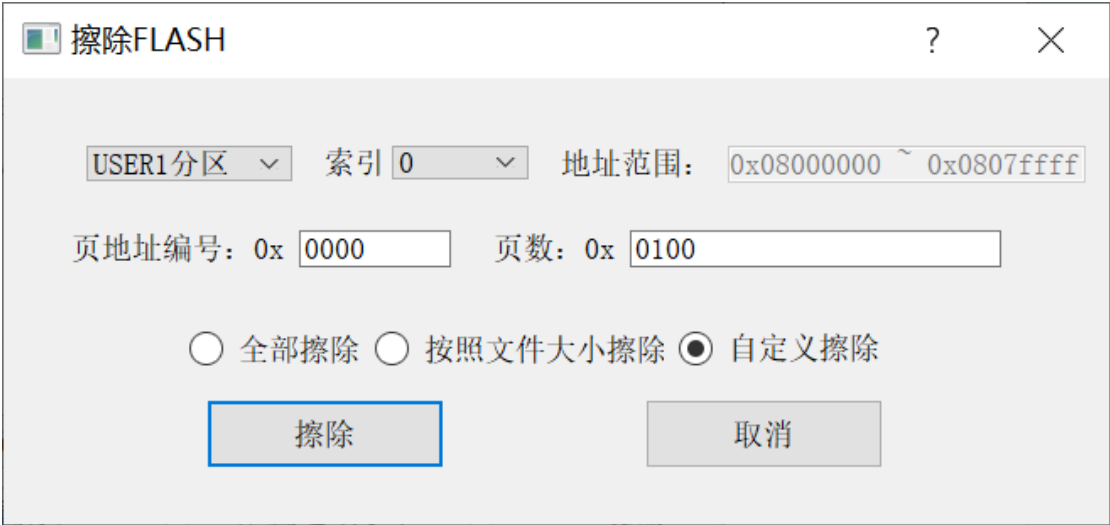 擦除FLASH ?
USER1分区 索引 0 地址范围： 0x08000000 ~ 0x0807ffff
页地址编号：0x 0000 页数：0x 0100
全部擦除 按照文件大小擦除 自定义擦除
擦除 取消